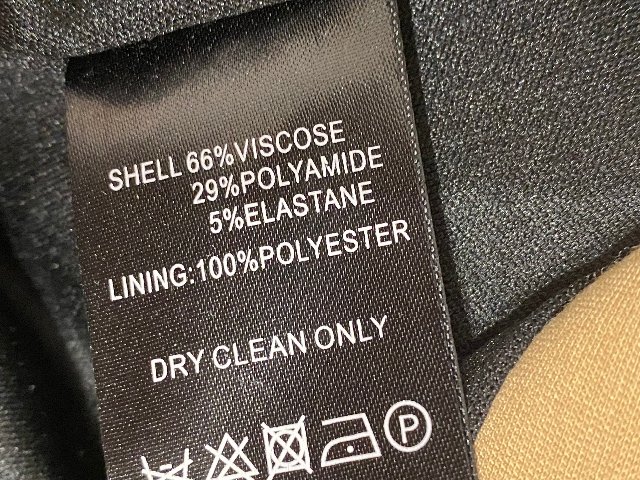 SHELL 66%VISCOSE
29%POLYAMIDE
5%ELASTANE
LINING:100%POLYESTER
DRY CLEAN ONLY
P